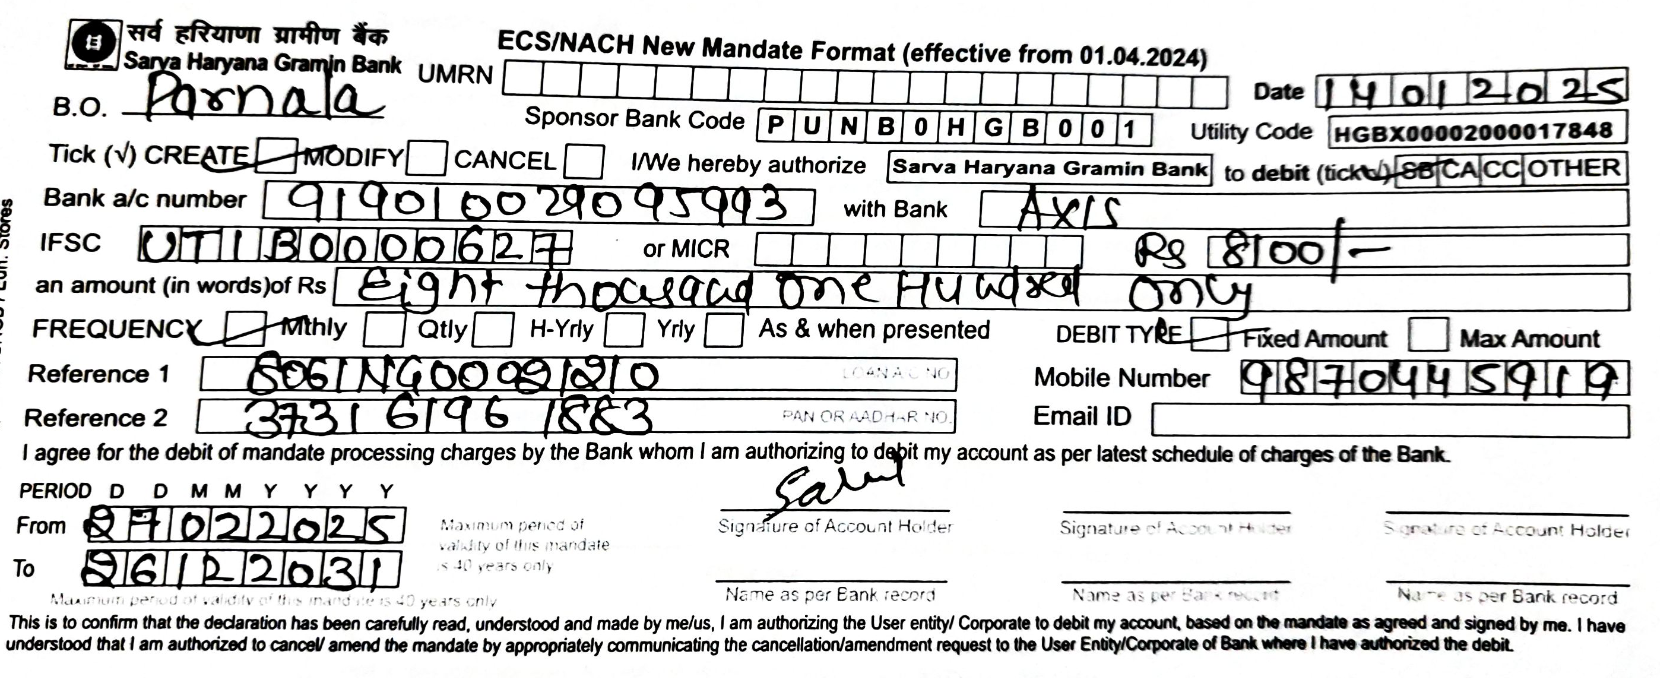 सर्व हरियाणा ग्रामीण बैंक
Sarva Haryana Gramin Bank
ECS/NACH New Mandate Format (effective from 01.04.2024)
UMRN
Date 14012025
B.O. Parnala
Sponsor Bank Code PUNB0HGB001 Utility Code HGBX00002000017848
Tick (√) CREATE MODIFY CANCEL I/We hereby authorize Sarva Haryana Gramin Bank to debit (tick√) SB CA CC OTHER
Bank a/c number 919010029095993 with Bank AXIS
IFSC UTIB0000627 or MICR Rs 8100/-
an amount (in words)of Rs Eight thousand one Hundred only
FREQUENCY Mthly Qtly H-Yrly Yrly As & when presented DEBIT TYPE Fixed Amount Max Amount
Reference 1 LOAN A/C NO Mobile Number 9870445919
Reference 2 3731 6196 1883 PAN OR AADHAR NO. Email ID
I agree for the debit of mandate processing charges by the Bank whom I am authorizing to debit my account as per latest schedule of charges of the Bank.
PERIOD D D M M Y Y Y Y
From 27022025
To 26122031
Maximum period of
validity of this mandate
is 40 years only
Maximum period of validity of this mandate is 40 years only
Signature of Account Holder Signature of Account Holder Signature of Account Holder
Name as per Bank record Name as per Bank record Name as per Bank record
This is to confirm that the declaration has been carefully read, understood and made by me/us, I am authorizing the User entity/ Corporate to debit my account, based on the mandate as agreed and signed by me. I have
understood that I am authorized to cancel/ amend the mandate by appropriately communicating the cancellation/amendment request to the User Entity/Corporate of Bank where I have authorized the debit.